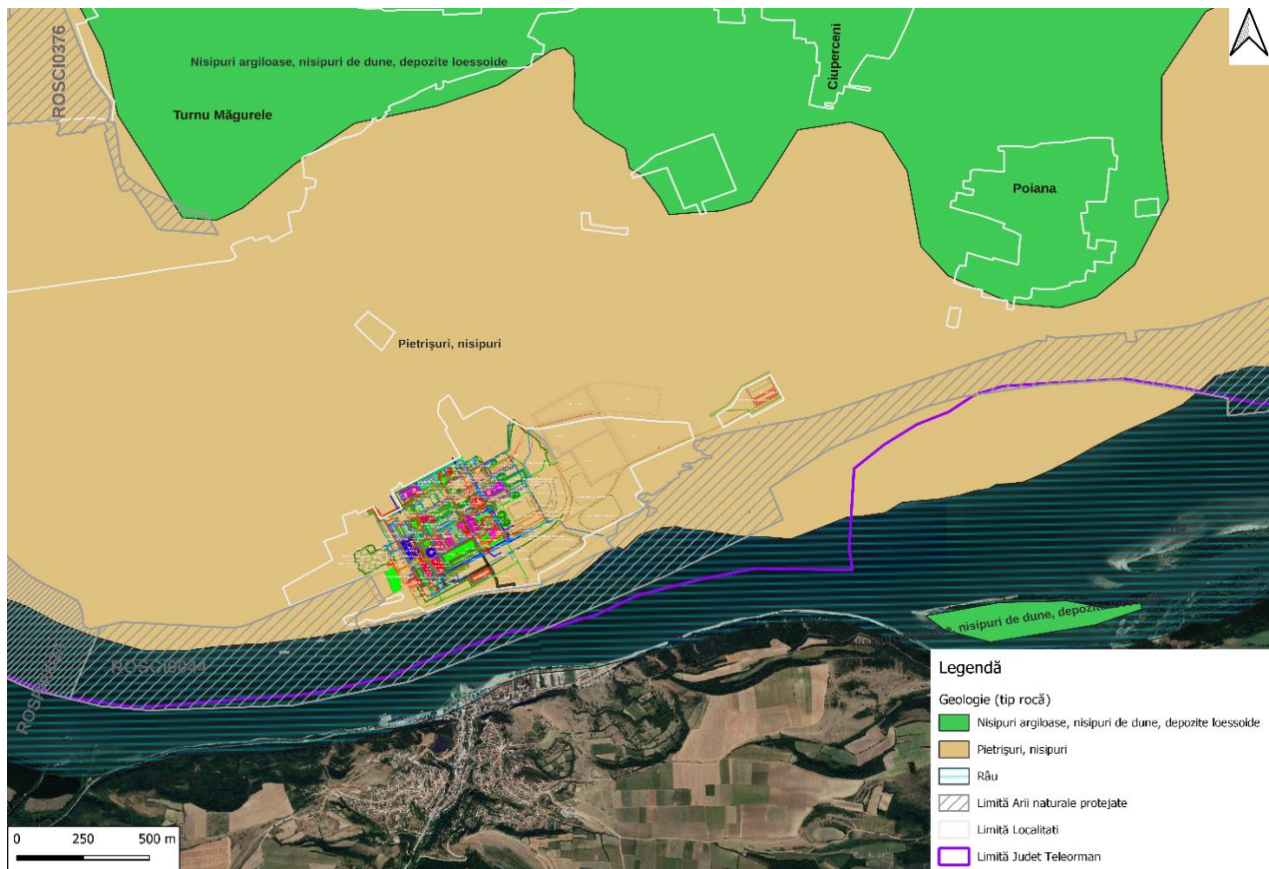 ROSCI0376
Nisipuri argiloase, nisipuri de dune, depozite loessoide
Turnu Măgurele
Ciuperceni
Poiana
Pietrişuri, nisipuri
ROSCI0044
nisipuri de dune, depozite
0 250 500 m
Legendă
Geologie (tip rocă)
Nisipuri argiloase, nisipuri de dune, depozite loessoide
Pietrişuri, nisipuri
Râu
Limită Arii naturale protejate
Limită Localitati
Limită Judet Teleorman